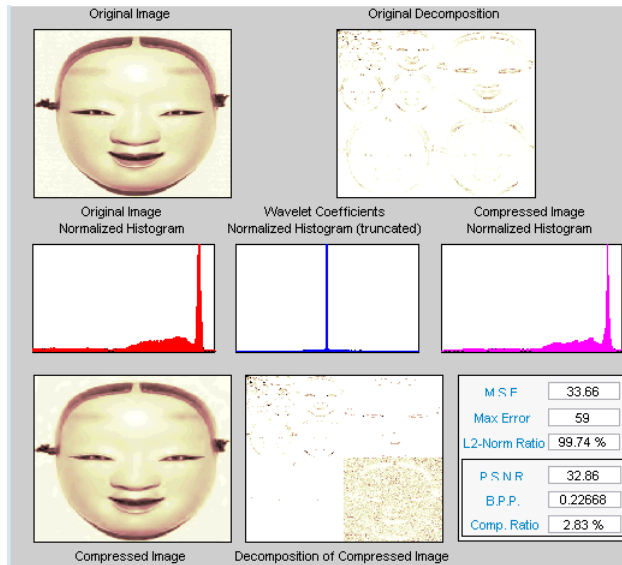 Original Image
Original Decomposition
Original Image
Normalized Histogram
Wavelet Coefficients
Normalized Histogram (truncated)
Compressed Image
Normalized Histogram
M.S.E. 33.66
Max Error 59
L2-Norm Ratio 99.74 %
P.S.N.R. 32.86
B.P.P. 0.22668
Comp. Ratio 2.83 %
Compressed Image
Decomposition of Compressed Image